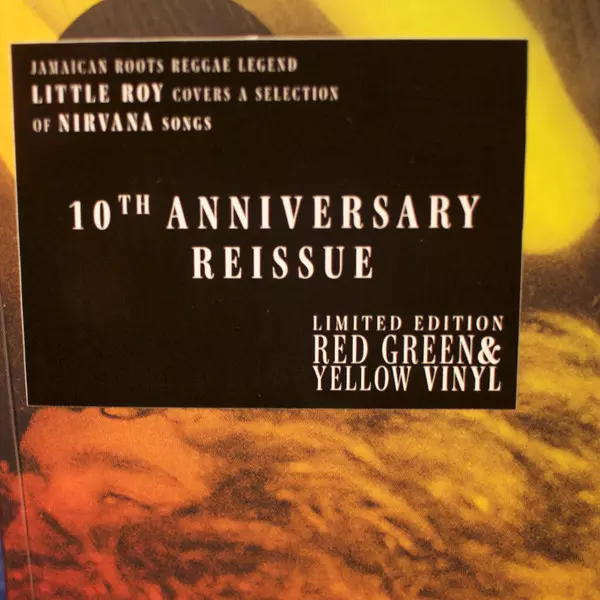 JAMAICAN ROOTS REGGAE LEGEND
LITTLE ROY COVERS A SELECTION
OF NIRVANA SONGS
10TH ANNIVERSARY
REISSUE
LIMITED EDITION
RED GREEN&
YELLOW VINYL